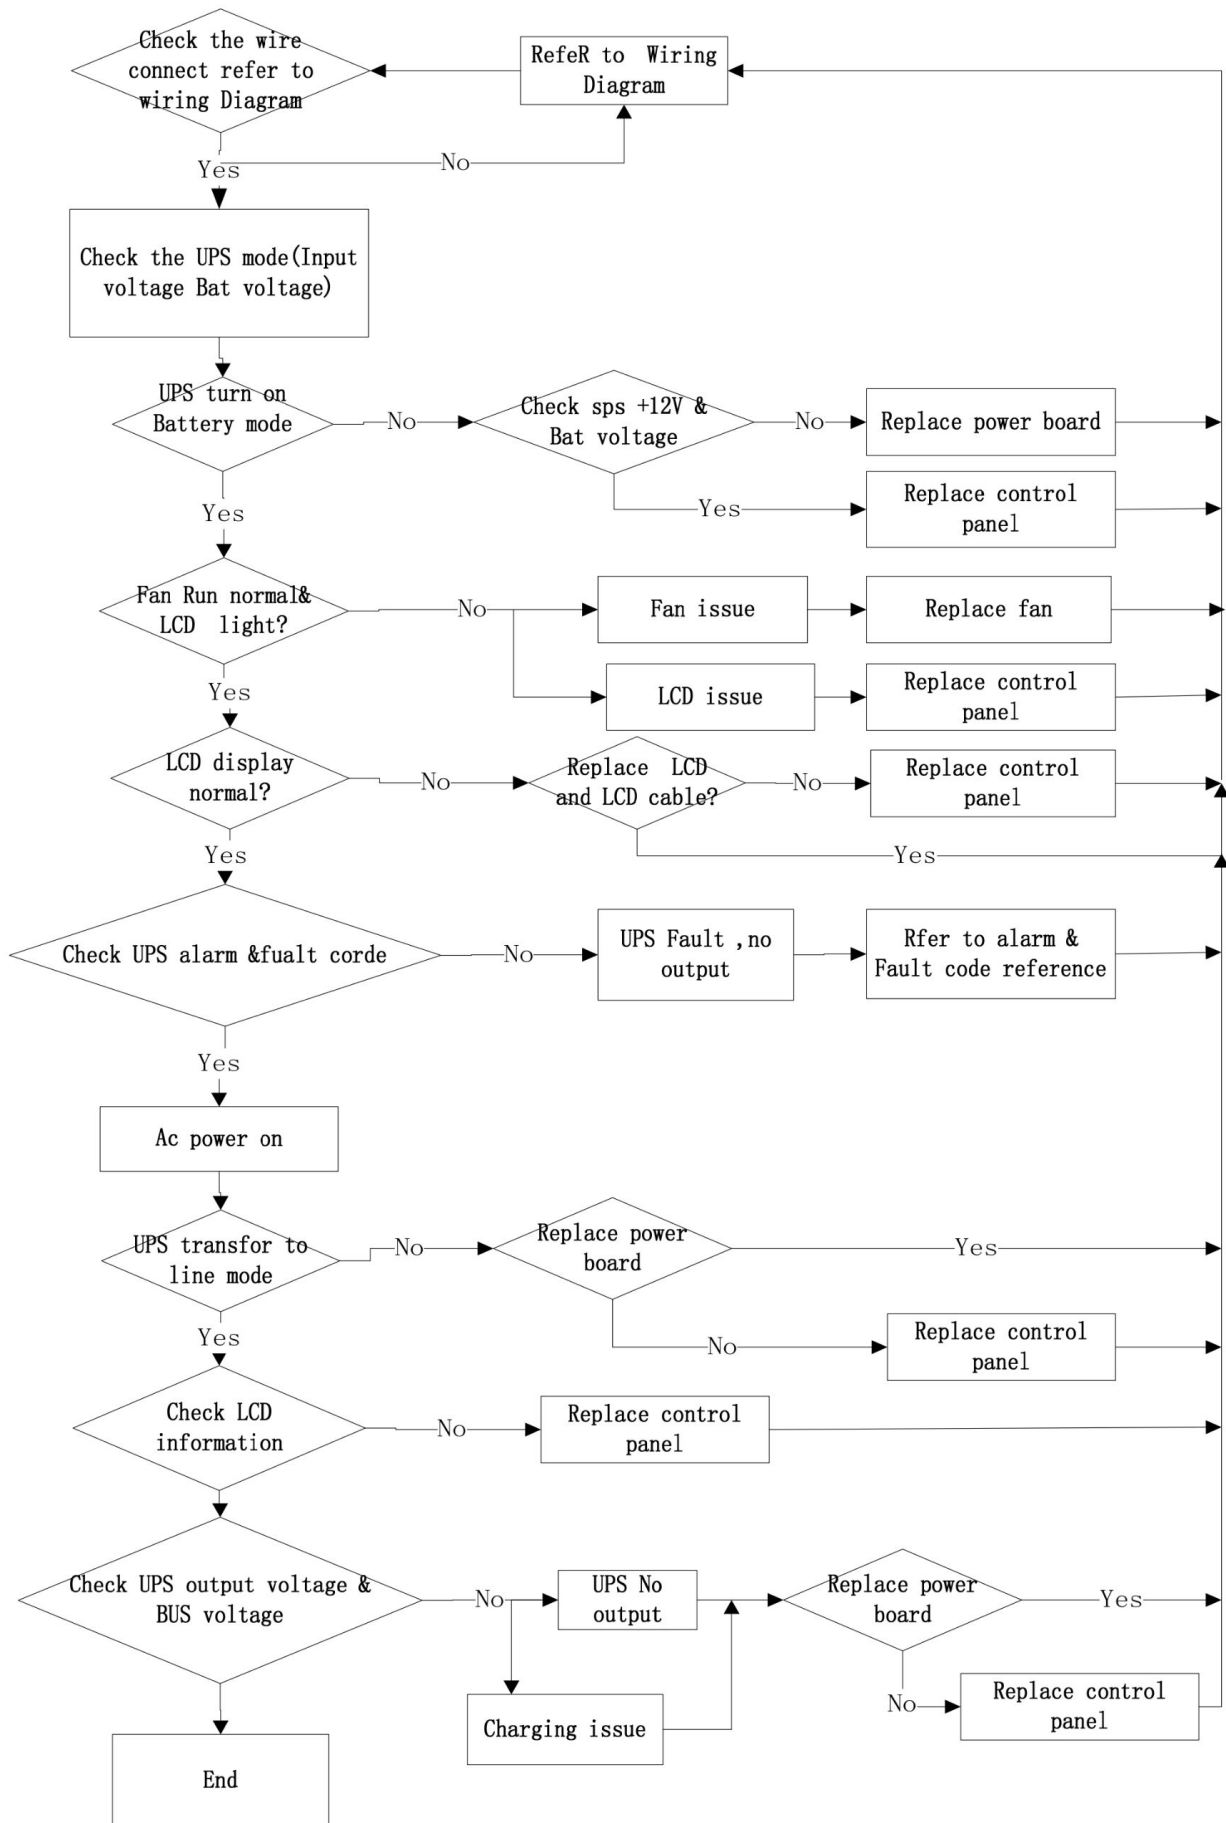 Check the wire
connect refer to
wiring Diagram
RefeR to Wiring
Diagram
No
Yes
Check the UPS mode(Input
voltage Bat voltage)
UPS turn on
Battery mode
No
Check sps +12V &
Bat voltage
No
Replace power board
Yes
Replace control
panel
Yes
Fan Run normal&
LCD light?
No
Fan issue
Replace fan
LCD issue
Replace control
panel
Yes
LCD display
normal?
No
Replace LCD
and LCD cable?
No
Replace control
panel
Yes
Yes
Check UPS alarm &fualt corde
No
UPS Fault ,no
output
Rfer to alarm &
Fault code reference
Yes
Ac power on
UPS transfor to
line mode
No
Replace power
board
Yes
No
Replace control
panel
Yes
Check LCD
information
No
Replace control
panel
Check UPS output voltage &
BUS voltage
No
UPS No
output
Charging issue
Replace power
board
Yes
No
Replace control
panel
End